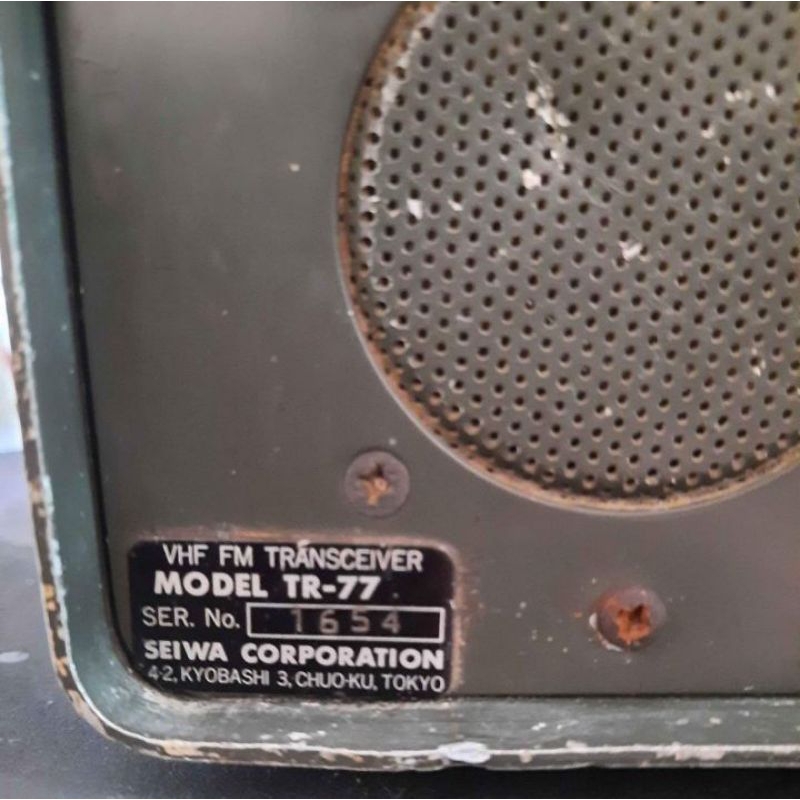 VHF FM TRANSCEIVER
MODEL TR-77
SER. No. 1654
SEIWA CORPORATION
4-2, KYOBASHI 3, CHUO-KU, TOKYO